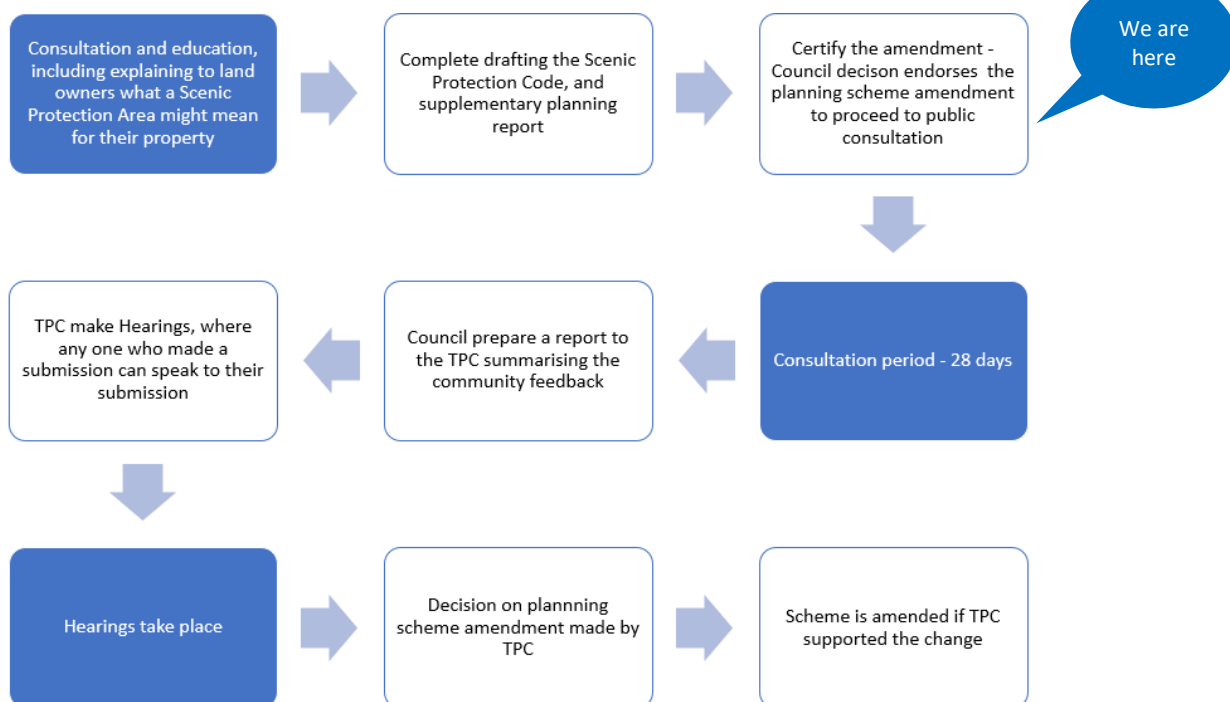 Consultation and education,
including explaining to land
owners what a Scenic
Protection Area might mean
for their property
Complete drafting the Scenic
Protection Code, and
supplementary planning
report
Certify the amendment -
Council decison endorses the
planning scheme amendment
to proceed to public
consultation
We are
here
Consultation period - 28 days
Council prepare a report to
the TPC summarising the
community feedback
TPC make Hearings, where
any one who made a
submission can speak to their
submission
Hearings take place
Decision on plannning
scheme amendment made by
TPC
Scheme is amended if TPC
supported the change